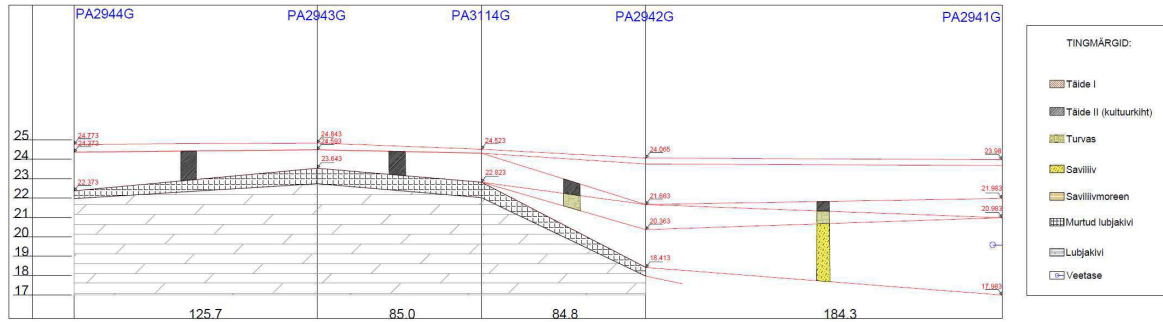 PA2944G PA2943G PA3114G PA2942G PA2941G
TINGMÄRGID:
Täide I
Täide II (kultuurkiht)
Turvas
Saviliiv
Saviliivmoreen
Murtud lubjakivi
Lubjakivi
Veetase
25
24
23
22
21
20
19
18
17
24.773
24.373
22.373
24.843
24.593
23.643
24.523
22.823
24.065
21.663
20.363
18.413
23.98
21.983
20.983
17.983
125.7 85.0 84.8 184.3